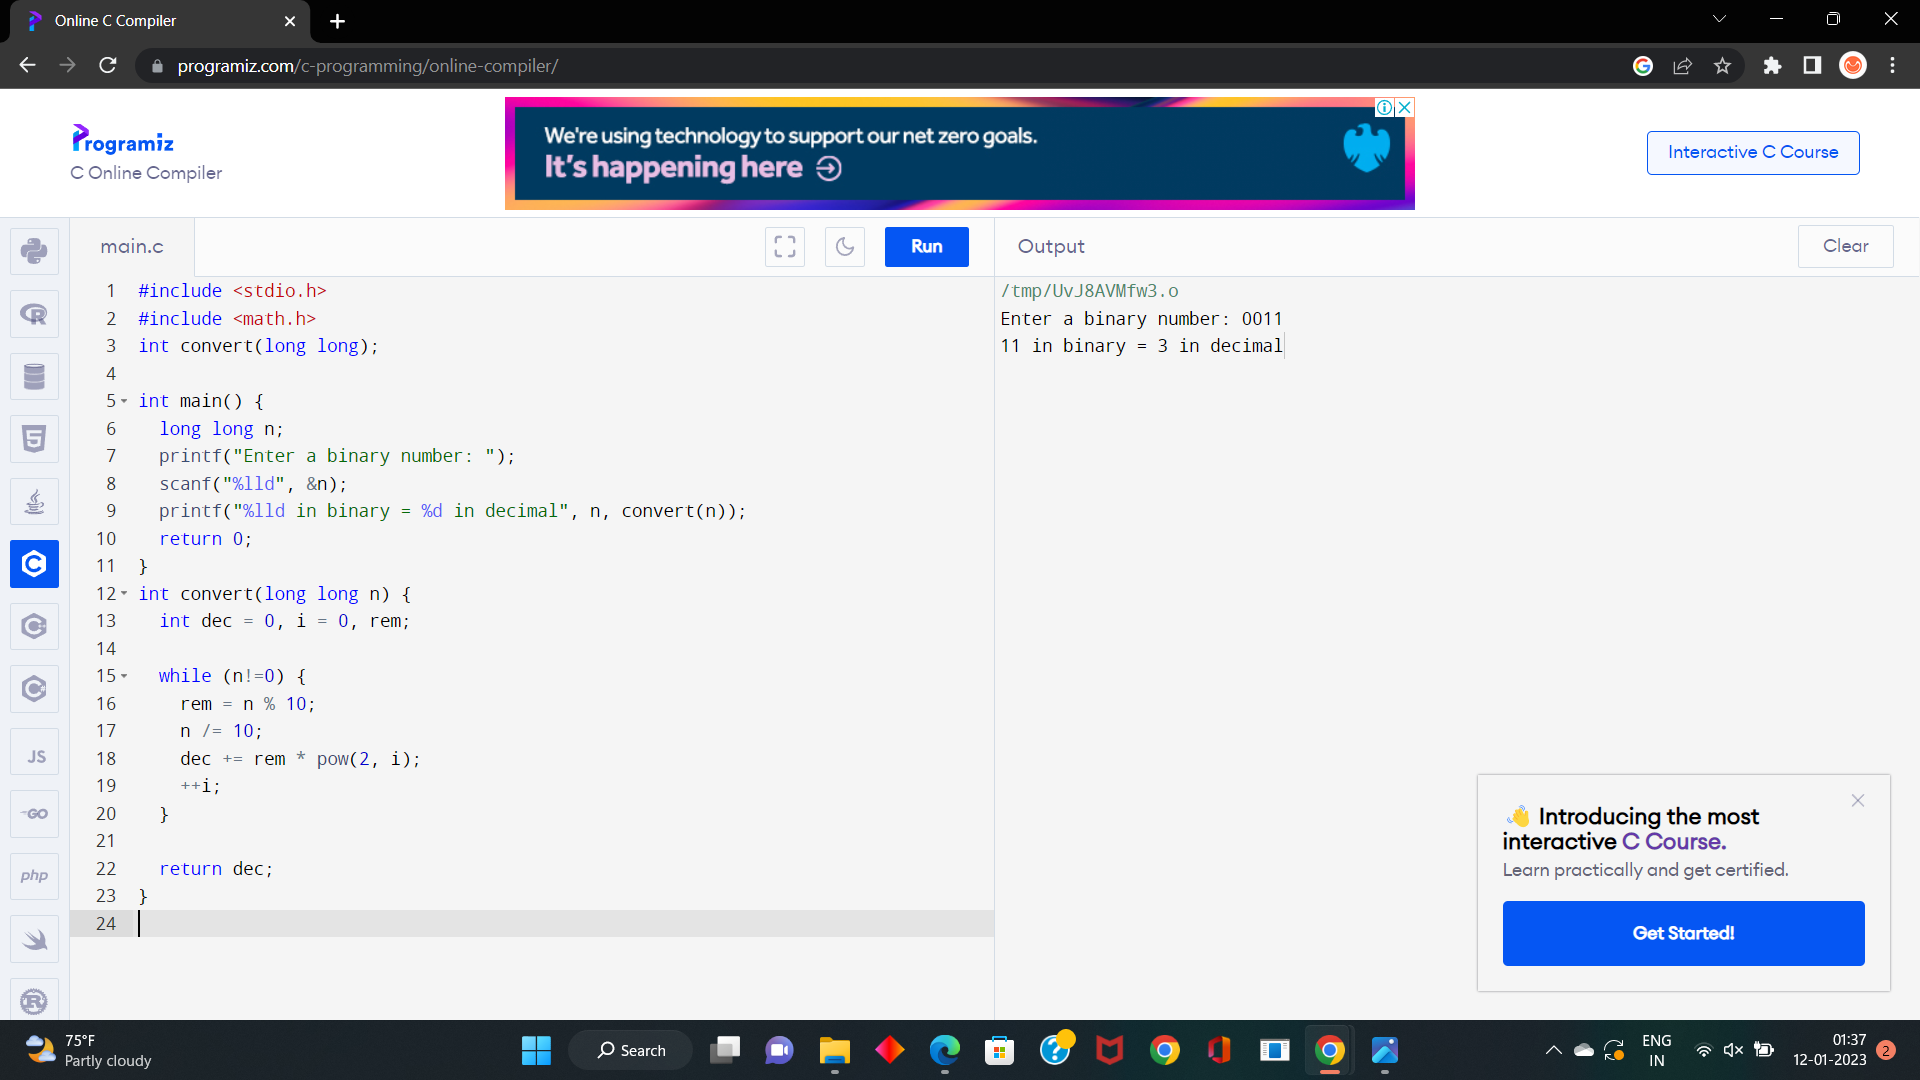 Online C Compiler
programiz.com/c-programming/online-compiler/
Programiz
C Online Compiler
We're using technology to support our net zero goals.
It's happening here
Interactive C Course
main.c
Run
Output
Clear
1 #include <stdio.h>
2 #include <math.h>
3 int convert(long long);
4
5 int main() {
6 long long n;
7 printf("Enter a binary number: ");
8 scanf("%lld", &n);
9 printf("%lld in binary = %d in decimal", n, convert(n));
10 return 0;
11 }
12 int convert(long long n) {
13 int dec = 0, i = 0, rem;
14
15 while (n!=0) {
16 rem = n % 10;
17 n /= 10;
18 dec += rem * pow(2, i);
19 ++i;
20 }
21
22 return dec;
23 }
24
/tmp/UvJ8AVMfw3.o
Enter a binary number: 0011
11 in binary = 3 in decimal
JS
GO
php
👋 Introducing the most
interactive C Course.
Learn practically and get certified.
Get Started!
75°F
Partly cloudy
Search
ENG
IN
01:37
12-01-2023
2